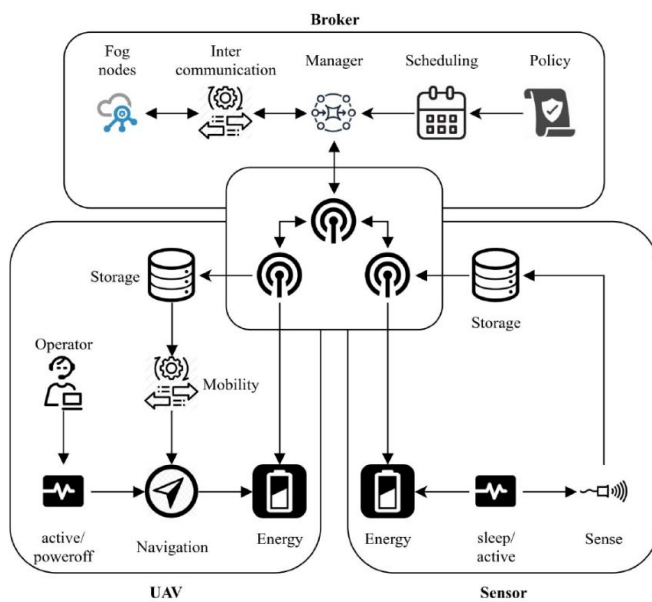 Broker
Fog
nodes
Inter
communication
Manager
Scheduling
Policy
Storage
Storage
Operator
Mobility
active/
poweroff
Navigation
Energy
Energy
sleep/
active
Sense
UAV
Sensor